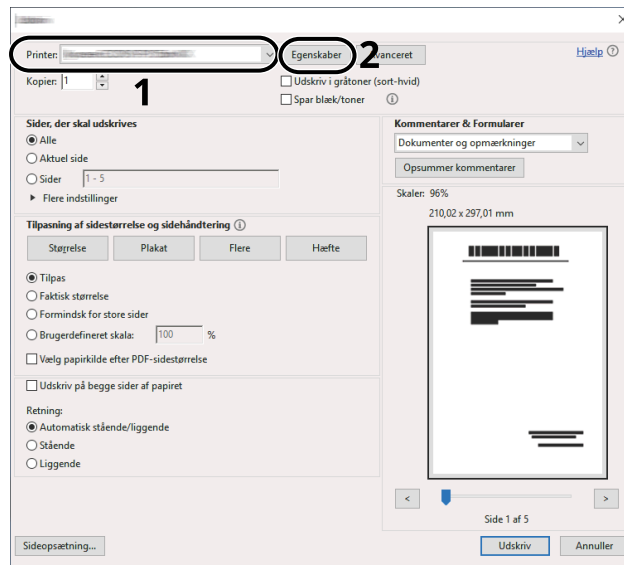 Printer:
Egenskaber
2
Avanceret
Hjælp
Kopier: 1
1
Udskriv i gråtoner (sort-hvid)
Spar blæk/toner
Sider, der skal udskrives
Alle
Aktuel side
Sider 1 - 5
Flere indstillinger
Kommentarer & Formularer
Dokumenter og opmærkninger
Opsummer kommentarer
Skaler: 96%
210,02 x 297,01 mm
Tilpasning af sidestørrelse og sidehåndtering
Størrelse Plakat Flere Hæfte
Tilpas
Faktisk størrelse
Formindsk for store sider
Brugerdefineret skala: 100 %
Vælg papirkilde efter PDF-sidestørrelse
Udskriv på begge sider af papiret
Retning:
Automatisk stående/liggende
Stående
Liggende
< >
Side 1 af 5
Sideopsætning...
Udskriv Annuller